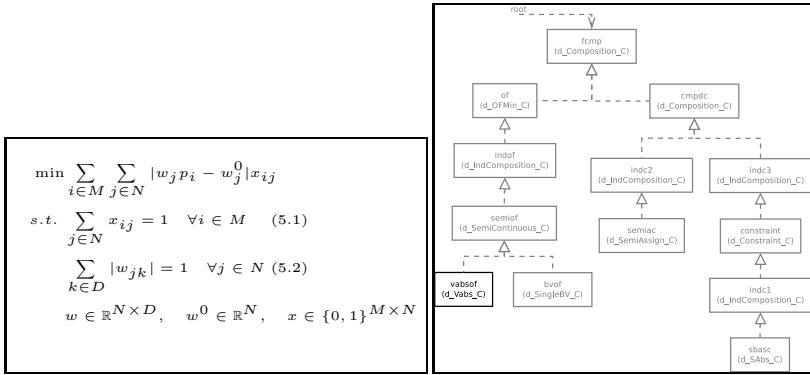 min ∑_{i∈M} ∑_{j∈N} |w_j p_i − w_j^0| x_{ij}
s.t. ∑_{j∈N} x_{ij} = 1 ∀i ∈ M (5.1)
∑_{k∈D} |w_{jk}| = 1 ∀j ∈ N (5.2)
w ∈ ℝ^{N×D}, w^0 ∈ ℝ^N, x ∈ {0, 1}^{M×N}
root
fcmp
(d_Composition_C)
of
(d_OFMin_C)
cmpdc
(d_Composition_C)
indof
(d_IndComposition_C)
indc2
(d_IndComposition_C)
indc3
(d_IndComposition_C)
semiof
(d_SemiContinuous_C)
semiac
(d_SemiAssign_C)
constraint
(d_Constraint_C)
vabsof
(d_Vabs_C)
bvof
(d_SingleBV_C)
indc1
(d_IndComposition_C)
sbasc
(d_SAbs_C)